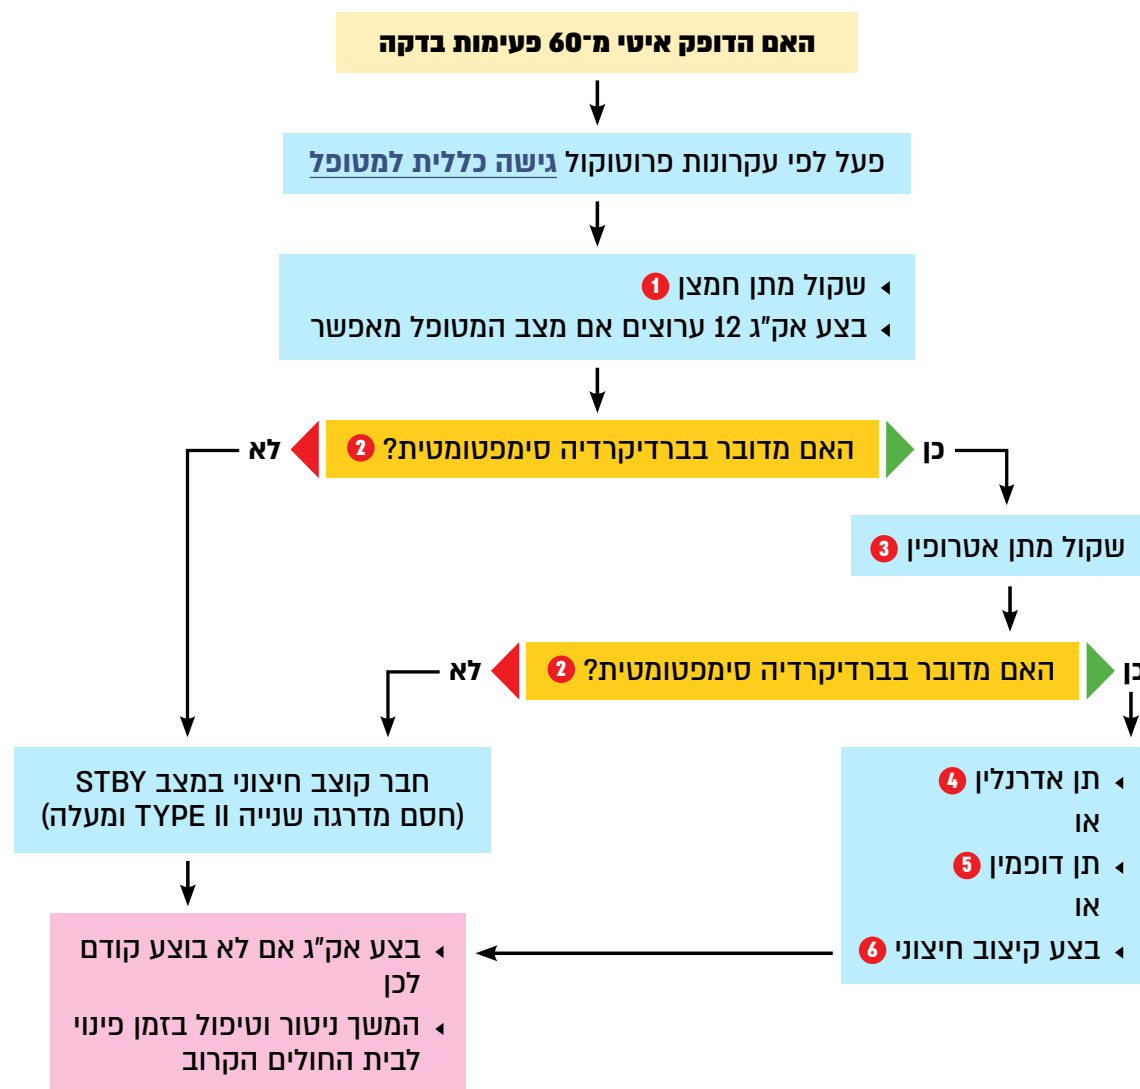 האם הדופק איטי מ־60 פעימות בדקה
פעל לפי עקרונות פרוטוקול גישה כללית למטופל
שקול מתן חמצן 1
בצע אק"ג 12 ערוצים אם מצב המטופל מאפשר
כן
האם מדובר בברדיקרדיה סימפטומטית? 2
לא
שקול מתן אטרופין 3
כן
האם מדובר בברדיקרדיה סימפטומטית? 2
לא
תן אדרנלין 4
או
תן דופמין 5
או
בצע קיצוב חיצוני 6
חבר קוצב חיצוני במצב STBY
(חסם מדרגה שנייה TYPE II ומעלה)
בצע אק"ג אם לא בוצע קודם
לכן
המשך ניטור וטיפול בזמן פינוי
לבית החולים הקרוב